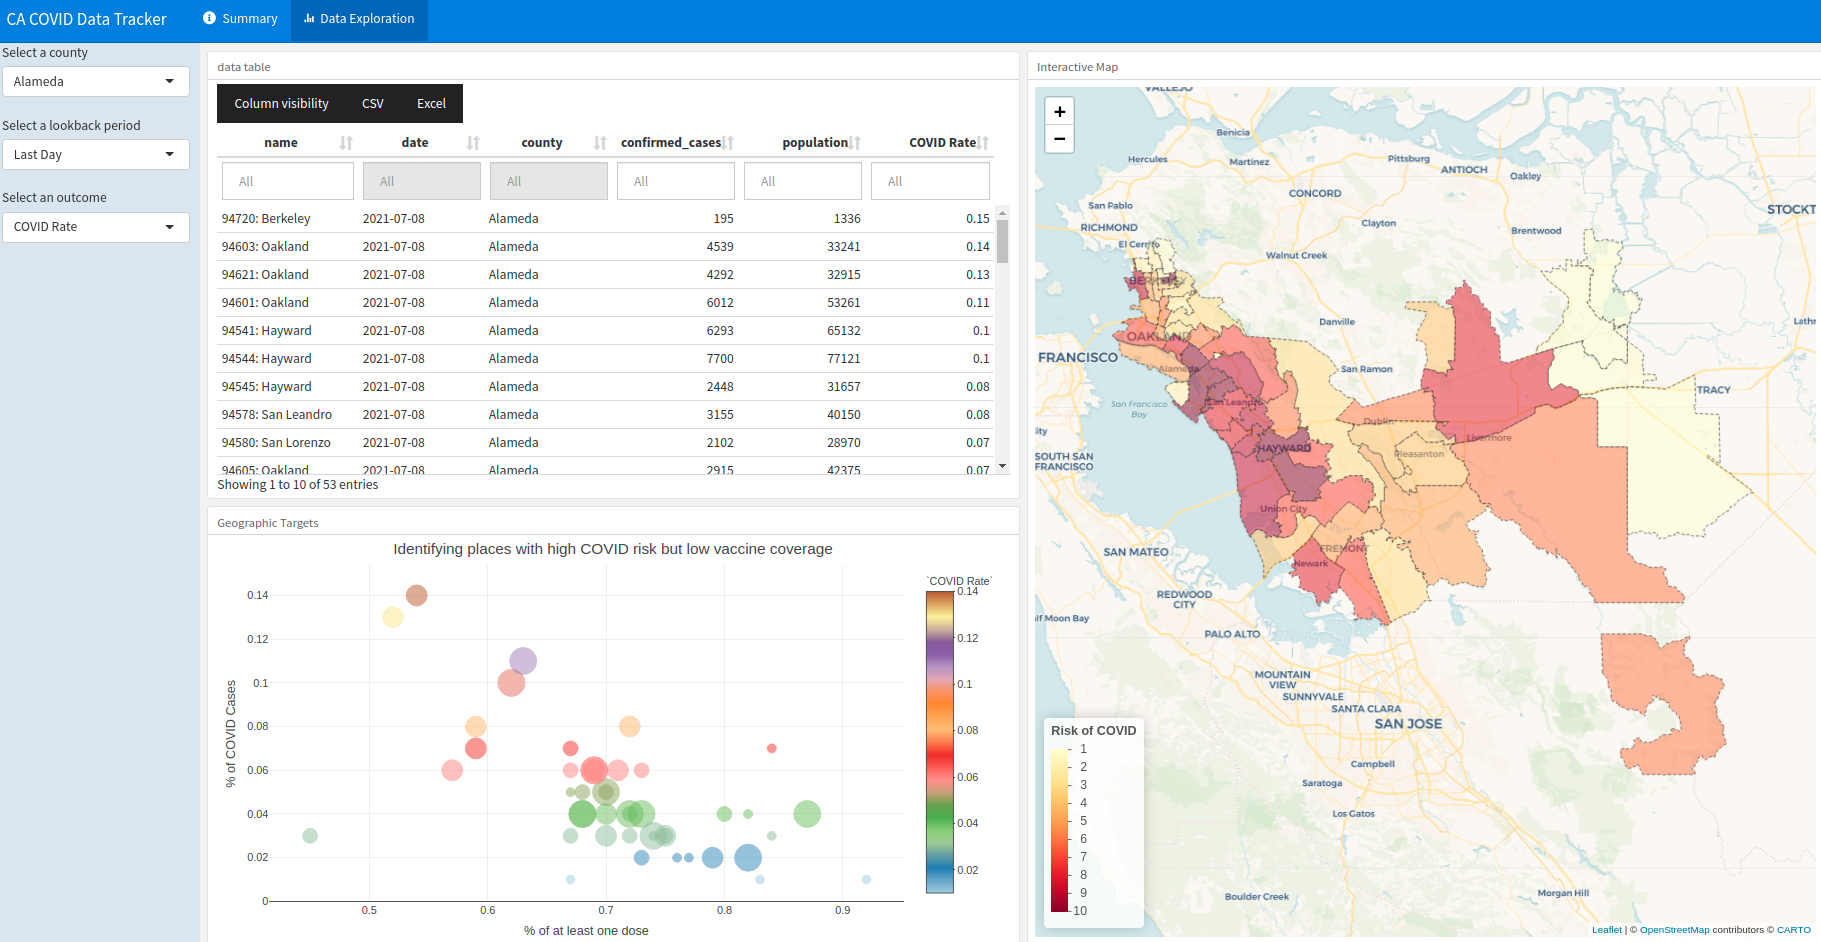 CA COVID Data Tracker
Summary
Data Exploration
Select a county
Alameda
Select a lookback period
Last Day
Select an outcome
COVID Rate
data table
Column visibility CSV Excel
name date county confirmed_cases population COVID Rate
All All All All All All
94720: Berkeley 2021-07-08 Alameda 195 1336 0.15
94603: Oakland 2021-07-08 Alameda 4539 33241 0.14
94621: Oakland 2021-07-08 Alameda 4292 32915 0.13
94601: Oakland 2021-07-08 Alameda 6012 53261 0.11
94541: Hayward 2021-07-08 Alameda 6293 65132 0.1
94544: Hayward 2021-07-08 Alameda 7700 77121 0.1
94545: Hayward 2021-07-08 Alameda 2448 31657 0.08
94578: San Leandro 2021-07-08 Alameda 3155 40150 0.08
94580: San Lorenzo 2021-07-08 Alameda 2102 28970 0.07
94605: Oakland 2021-07-08 Alameda 2915 42375 0.07
Showing 1 to 10 of 53 entries
Geographic Targets
Identifying places with high COVID risk but low vaccine coverage
% of COVID Cases
0.14
0.12
0.1
0.08
0.06
0.04
0.02
0
0.5 0.6 0.7 0.8 0.9
% of at least one dose
`COVID Rate`
0.14
0.12
0.1
0.08
0.06
0.04
0.02
Interactive Map
+
−
VALLEJO
Benicia
Hercules
Martinez
Pittsburg
ANTIOCH
Oakley
CONCORD
San Pablo
STOCKT
RICHMOND
Clayton
Brentwood
El Cerrito
Walnut Creek
BERKELEY
Danville
Lathr
OAKLAND
FRANCISCO
Alameda
San Ramon
TRACY
San Francisco
Bay
San Leandro
Dublin
ity
Livermore
HAYWARD
Pleasanton
SOUTH SAN
FRANCISCO
Union City
FREMONT
SAN MATEO
Newark
REDWOOD
CITY
lf Moon Bay
PALO ALTO
MOUNTAIN
VIEW
SUNNYVALE
SANTA CLARA
SAN JOSE
Campbell
Saratoga
Los Gatos
Morgan Hill
Boulder Creek
Risk of COVID
1
2
3
4
5
6
7
8
9
10
Leaflet | © OpenStreetMap contributors © CARTO